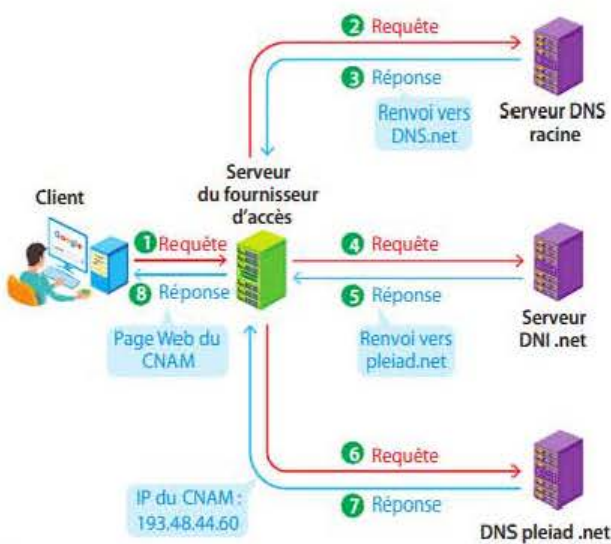 2 Requête
3 Réponse
Renvoi vers
DNS.net
Serveur DNS
racine
Serveur
du fournisseur
d'accès
Client
Google
1 Requête
8 Réponse
Page Web du
CNAM
4 Requête
5 Réponse
Renvoi vers
pleiad.net
Serveur
DNI .net
6 Requête
7 Réponse
IP du CNAM :
193.48.44.60
DNS pleiad .net